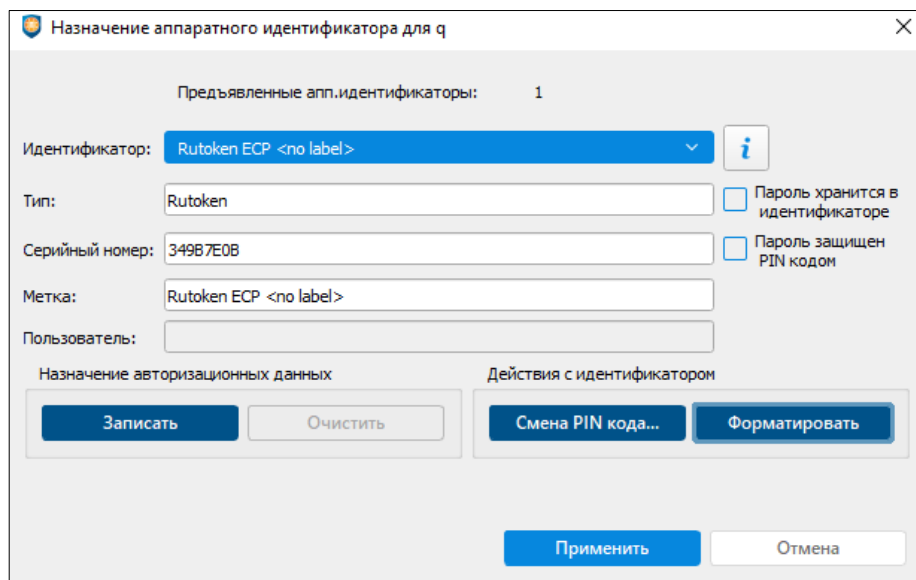 Назначение аппаратного идентификатора для q
Предъявленные апп.идентификаторы: 1
Идентификатор: Rutoken ECP <no label> i
Тип: Rutoken
Пароль хранится в
идентификаторе
Серийный номер: 349B7E0B
Пароль защищен
PIN кодом
Метка: Rutoken ECP <no label>
Пользователь:
Назначение авторизационных данных Действия с идентификатором
Записать Очистить Смена PIN кода... Форматировать
Применить Отмена